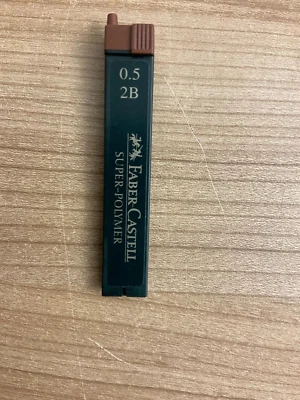 0.5
2B
FABER-CASTELL
SUPER-POLYMER